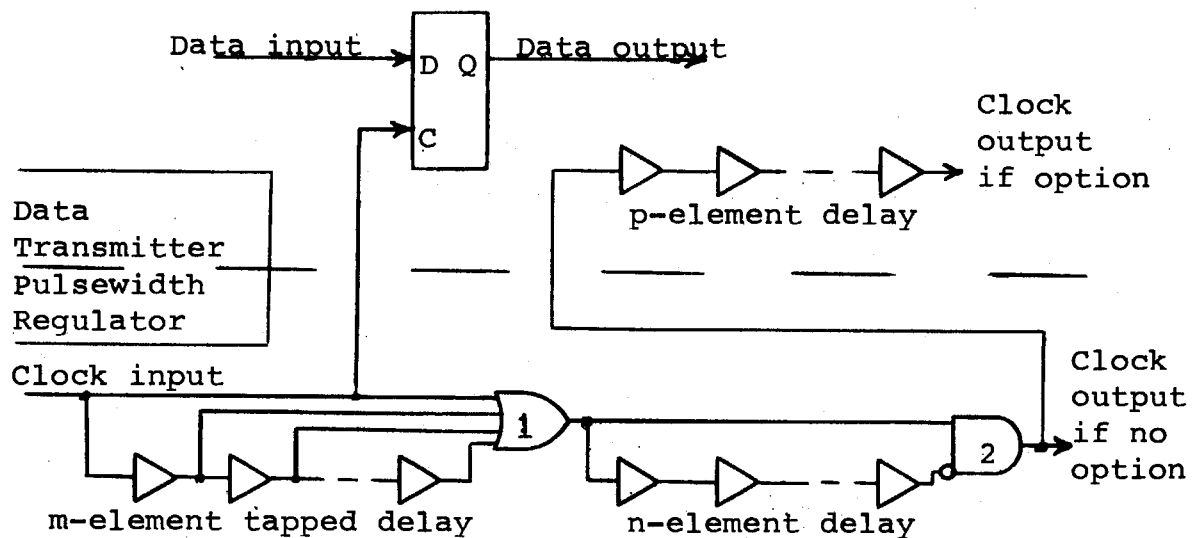 Data input
D Q
Data output
C
Clock
output
if option
p-element delay
Data
Transmitter
Pulsewidth
Regulator
Clock input
1
2
Clock
output
if no
option
m-element tapped delay
n-element delay